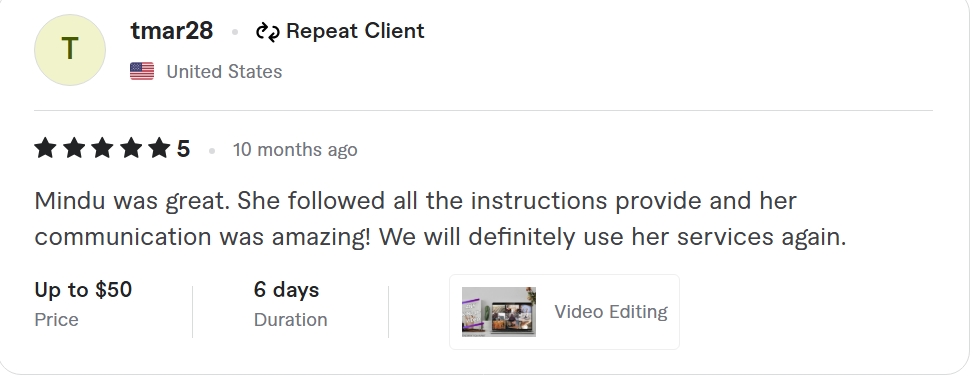 T
tmar28 • Repeat Client
United States
5 • 10 months ago
Mindu was great. She followed all the instructions provide and her
communication was amazing! We will definitely use her services again.
Up to $50
Price
6 days
Duration
Video Editing